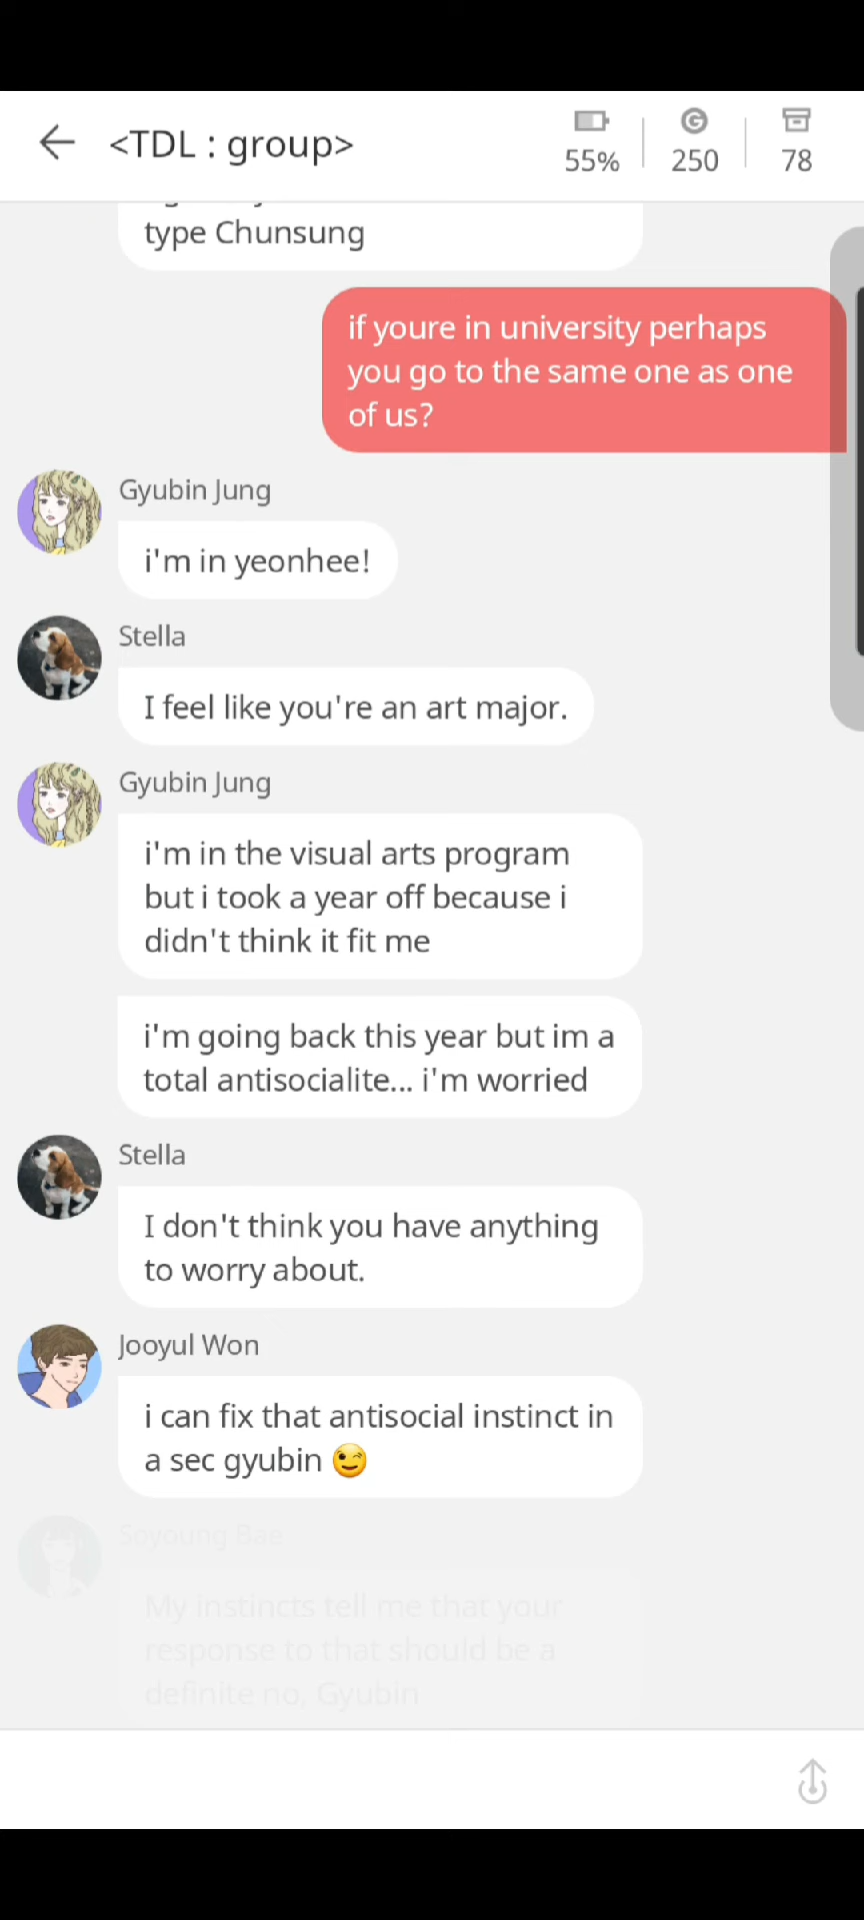 <TDL : group>
55%
250
78
type Chunsung
if youre in university perhaps
you go to the same one as one
of us?
Gyubin Jung
i'm in yeonhee!
Stella
I feel like you're an art major.
Gyubin Jung
i'm in the visual arts program
but i took a year off because i
didn't think it fit me
i'm going back this year but im a
total antisocialite... i'm worried
Stella
I don't think you have anything
to worry about.
Jooyul Won
i can fix that antisocial instinct in
a sec gyubin 😉
Soyoung Bae
My instincts tell me that your
response to that should be a
definite no, Gyubin